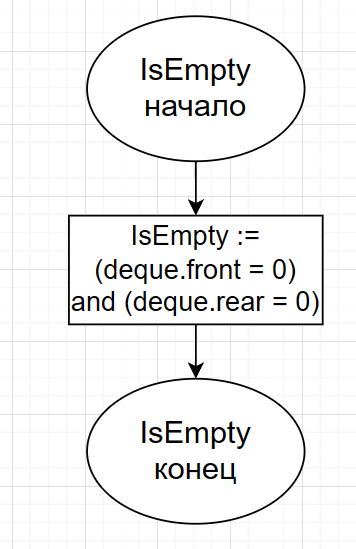 IsEmpty
начало
IsEmpty :=
(deque.front = 0)
and (deque.rear = 0)
IsEmpty
конец